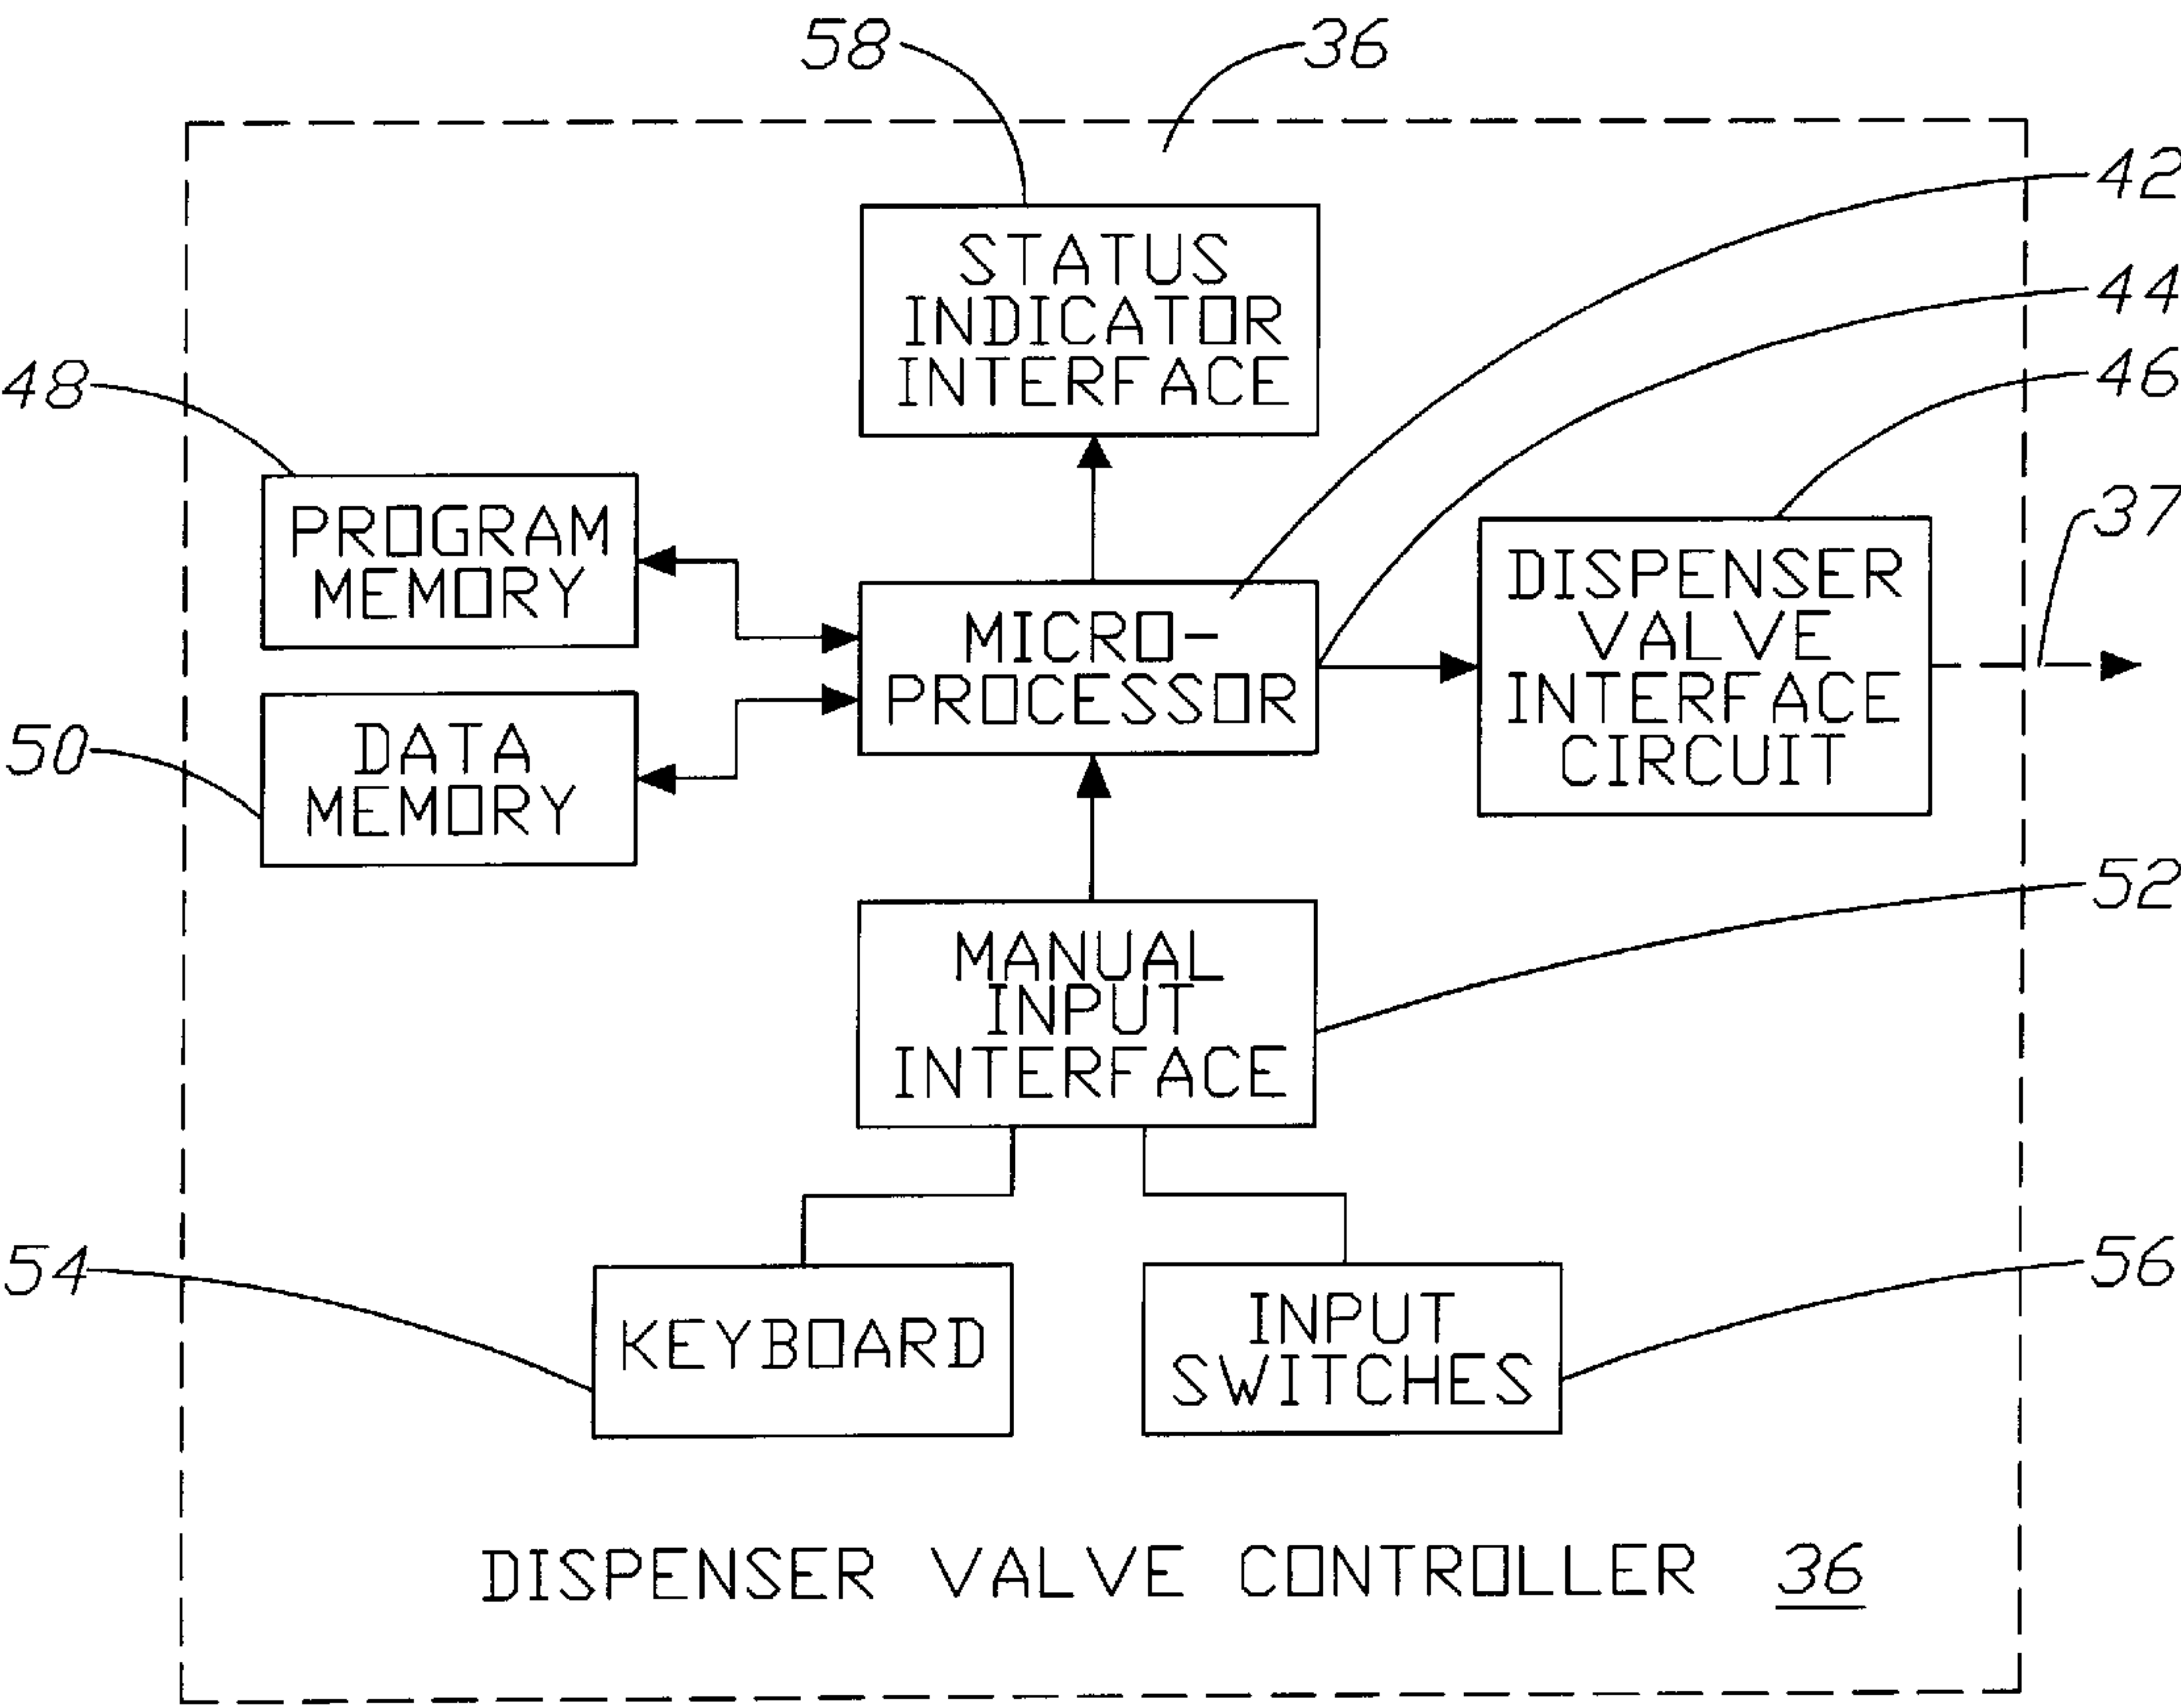 58
36
42
STATUS
INDICATOR
INTERFACE
44
46
48
37
PROGRAM
MEMORY
MICRO-
PROCESSOR
DISPENSER
VALVE
INTERFACE
CIRCUIT
50
DATA
MEMORY
52
MANUAL
INPUT
INTERFACE
54
56
KEYBOARD
INPUT
SWITCHES
DISPENSER VALVE CONTROLLER 36